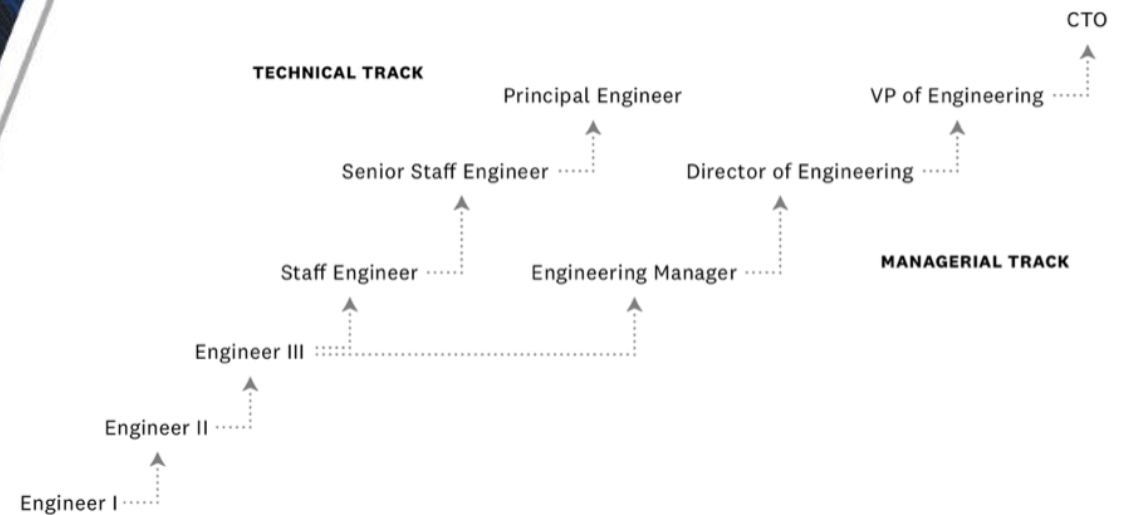 CTO
TECHNICAL TRACK
Principal Engineer
VP of Engineering
Senior Staff Engineer
Director of Engineering
MANAGERIAL TRACK
Staff Engineer
Engineering Manager
Engineer III
Engineer II
Engineer I